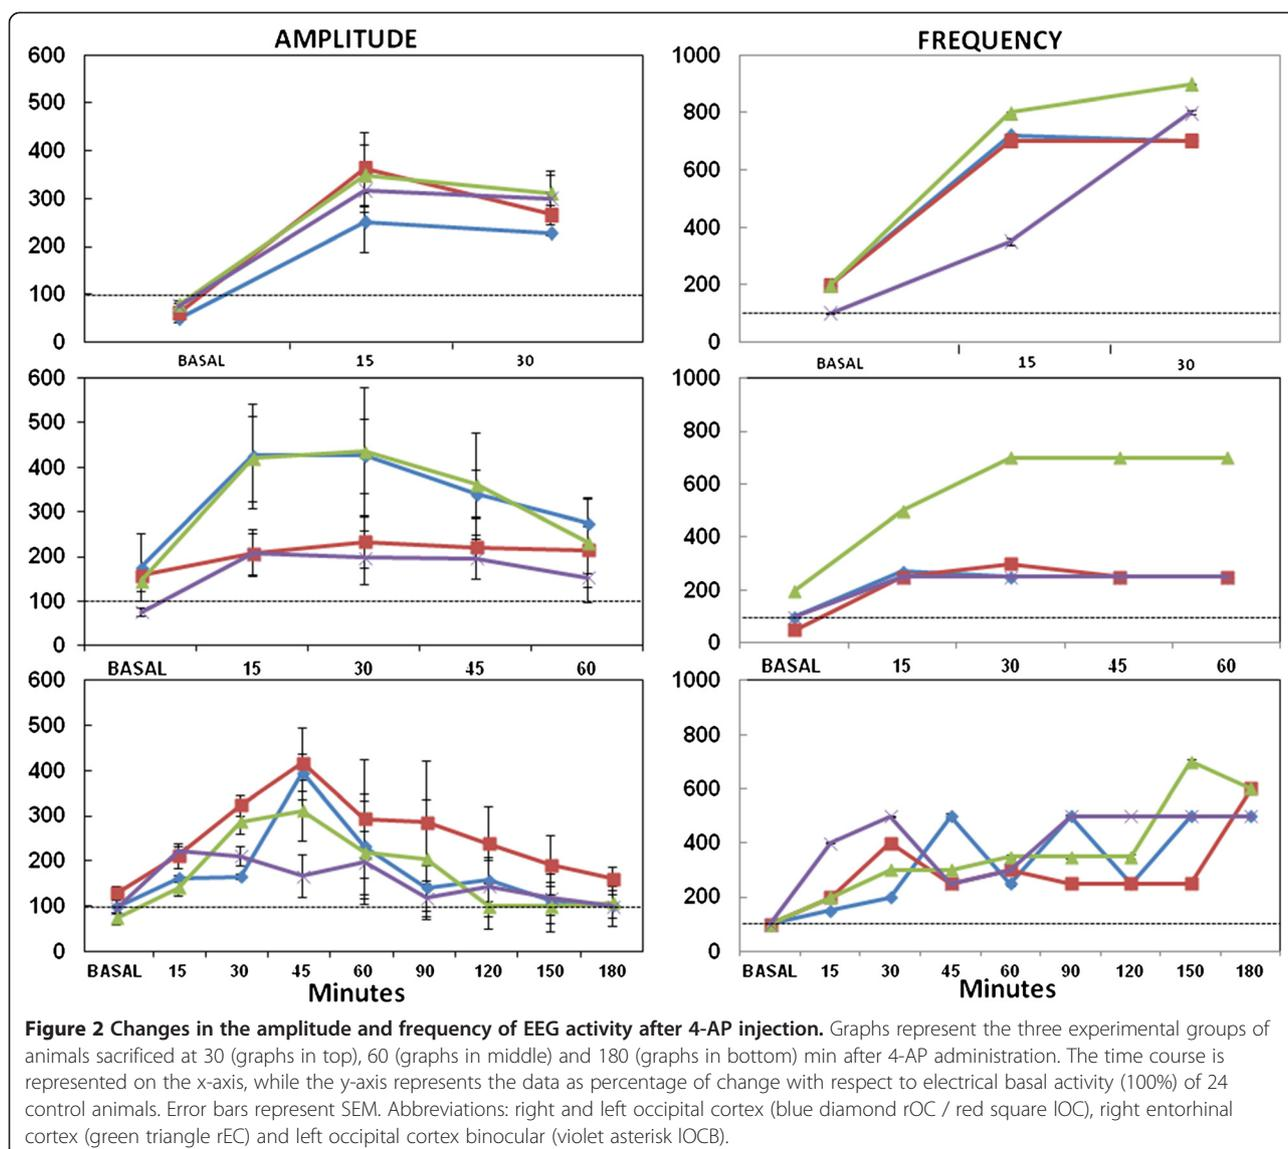 AMPLITUDE
600
500
400
300
200
100
0
BASAL 15 30
FREQUENCY
1000
800
600
400
200
0
BASAL 15 30
600
500
400
300
200
100
0
BASAL 15 30 45 60
1000
800
600
400
200
0
BASAL 15 30 45 60
600
500
400
300
200
100
0
BASAL 15 30 45 60 90 120 150 180
Minutes
1000
800
600
400
200
0
BASAL 15 30 45 60 90 120 150 180
Minutes
Figure 2 Changes in the amplitude and frequency of EEG activity after 4-AP injection. Graphs represent the three experimental groups of
animals sacrificed at 30 (graphs in top), 60 (graphs in middle) and 180 (graphs in bottom) min after 4-AP administration. The time course is
represented on the x-axis, while the y-axis represents the data as percentage of change with respect to electrical basal activity (100%) of 24
control animals. Error bars represent SEM. Abbreviations: right and left occipital cortex (blue diamond rOC / red square lOC), right entorhinal
cortex (green triangle rEC) and left occipital cortex binocular (violet asterisk lOCB).